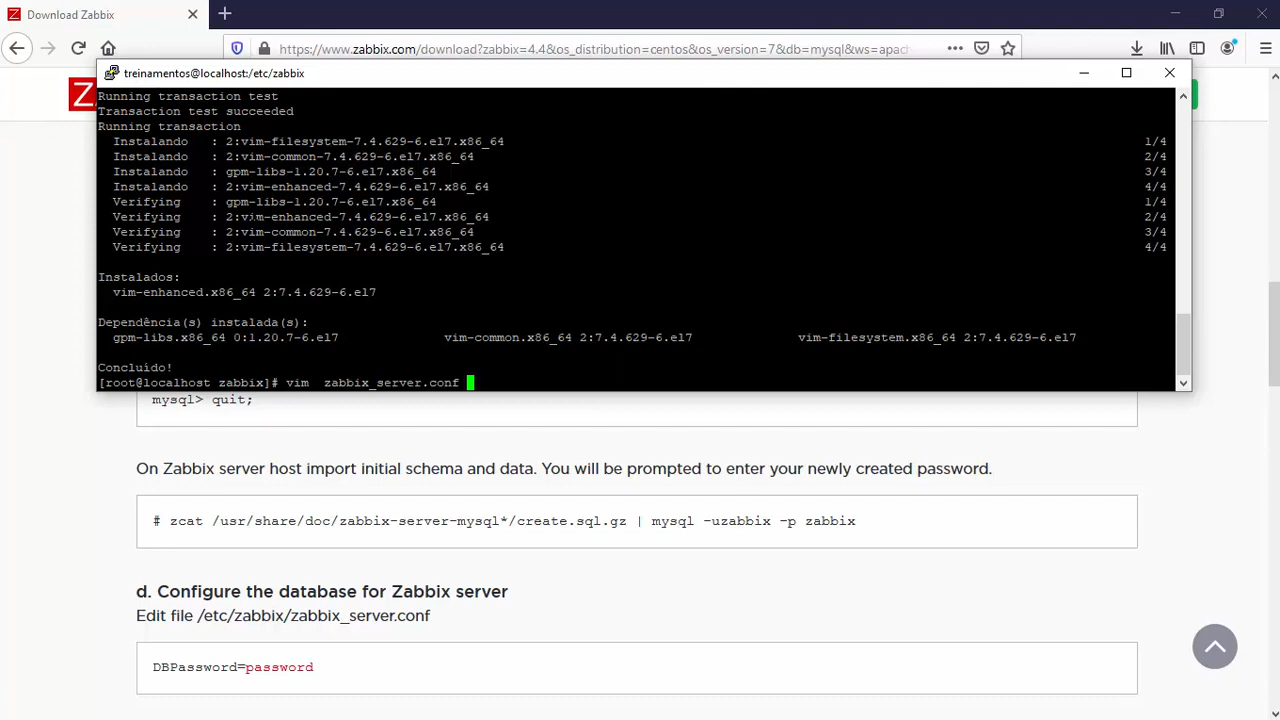 Download Zabbix
https://www.zabbix.com/download?zabbix=4.4&os_distribution=centos&os_version=7&db=mysql&ws=apach
treinamentos@localhost:/etc/zabbix
Z
Running transaction test
Transaction test succeeded
Running transaction
Instalando : 2:vim-filesystem-7.4.629-6.el7.x86_64 1/4
Instalando : 2:vim-common-7.4.629-6.el7.x86_64 2/4
Instalando : gpm-libs-1.20.7-6.el7.x86_64 3/4
Instalando : 2:vim-enhanced-7.4.629-6.el7.x86_64 4/4
Verifying : gpm-libs-1.20.7-6.el7.x86_64 1/4
Verifying : 2:vim-enhanced-7.4.629-6.el7.x86_64 2/4
Verifying : 2:vim-common-7.4.629-6.el7.x86_64 3/4
Verifying : 2:vim-filesystem-7.4.629-6.el7.x86_64 4/4
Instalados:
vim-enhanced.x86_64 2:7.4.629-6.el7
Dependência(s) instalada(s):
gpm-libs.x86_64 0:1.20.7-6.el7 vim-common.x86_64 2:7.4.629-6.el7 vim-filesystem.x86_64 2:7.4.629-6.el7
Concluído!
[root@localhost zabbix]# vim  zabbix_server.conf
mysql> quit;
On Zabbix server host import initial schema and data. You will be prompted to enter your newly created password.
# zcat /usr/share/doc/zabbix-server-mysql*/create.sql.gz | mysql -uzabbix -p zabbix
d. Configure the database for Zabbix server
Edit file /etc/zabbix/zabbix_server.conf
DBPassword=password